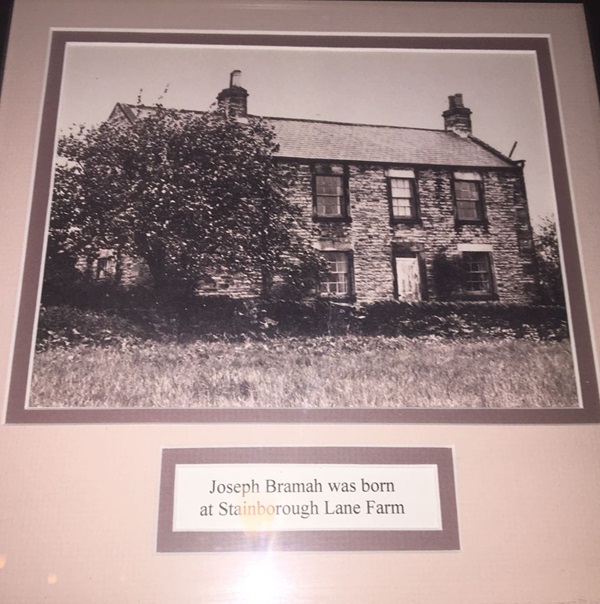 Joseph Bramah was born
at Stainborough Lane Farm